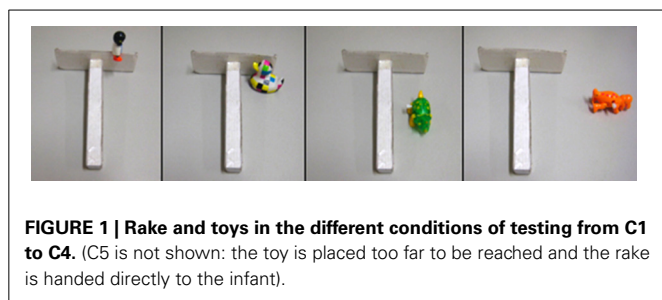 FIGURE 1 | Rake and toys in the different conditions of testing from C1
to C4. (C5 is not shown: the toy is placed too far to be reached and the rake
is handed directly to the infant).